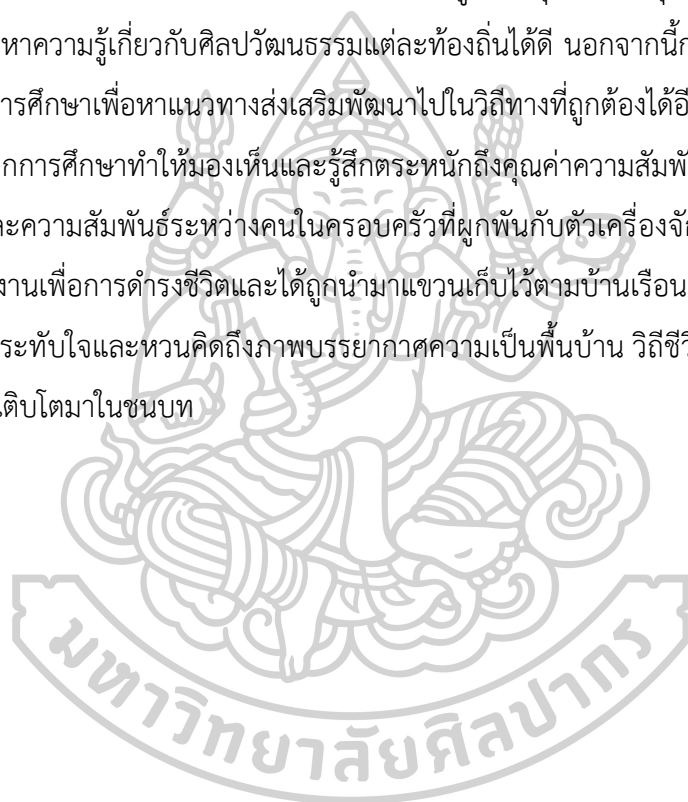 หาความรู้เกี่ยวกับศิลปวัฒนธรรมแต่ละท้องถิ่นได้ดี นอกจากนี้
ารศึกษาเพื่อหาแนวทางส่งเสริมพัฒนาไปในวิถีทางที่ถูกต้องได้อี
กการศึกษาทำให้มองเห็นและรู้สึกตระหนักถึงคุณค่าความสัมพั
ละความสัมพันธ์ระหว่างคนในครอบครัวที่ผูกพันกับตัวเครื่องจั
งานเพื่อการดำรงชีวิตและได้ถูกนำมาแขวนเก็บไว้ตามบ้านเรือน
ระทับใจและหวนคิดถึงภาพบรรยากาศความเป็นพื้นบ้าน วิถีชีวิ
เติบโตมาในชนบท
มหาวิทยาลัยศิลปากร